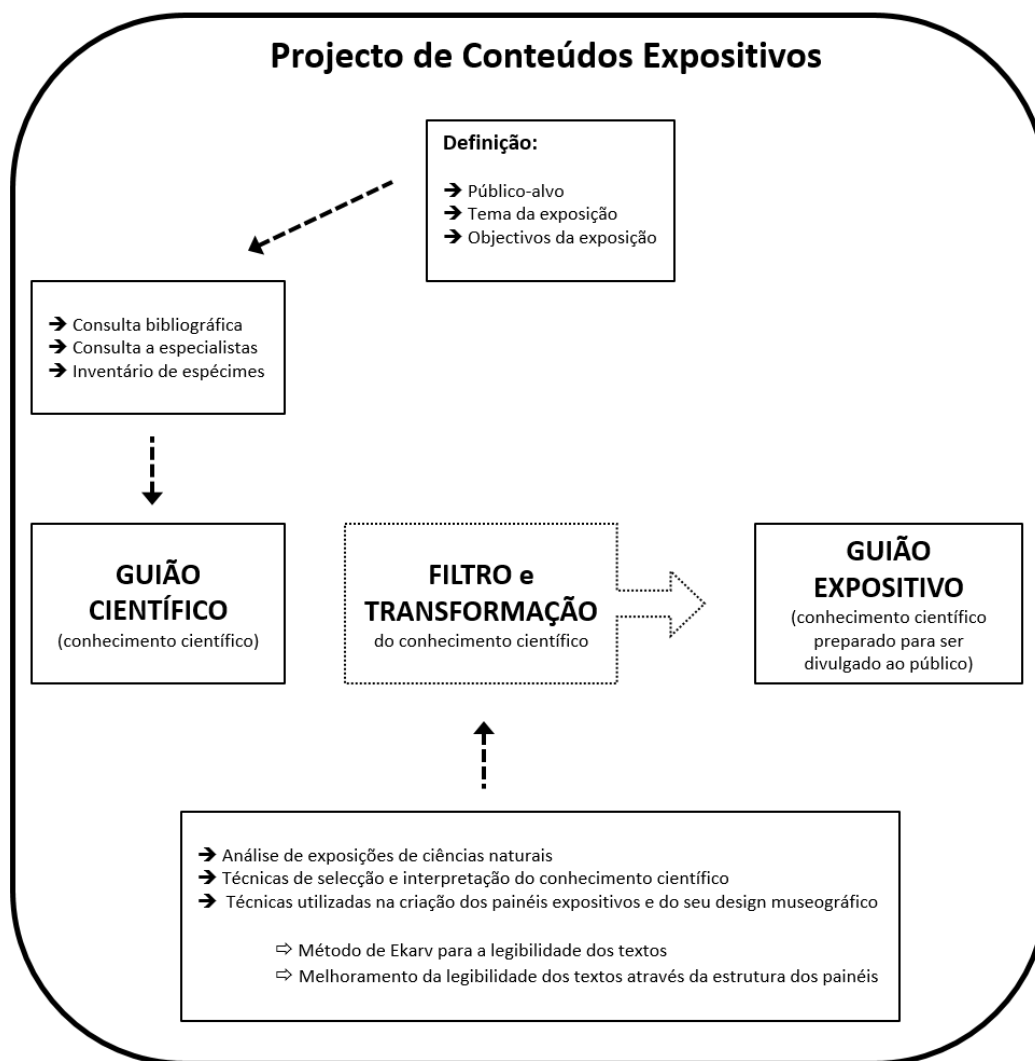 Projecto de Conteúdos Expositivos
Definição:
➔ Público-alvo
➔ Tema da exposição
➔ Objectivos da exposição
➔ Consulta bibliográfica
➔ Consulta a especialistas
➔ Inventário de espécimes
GUIÃO
CIENTÍFICO
(conhecimento científico)
FILTRO e
TRANSFORMAÇÃO
do conhecimento científico
GUIÃO
EXPOSITIVO
(conhecimento científico
preparado para ser
divulgado ao público)
➔ Análise de exposições de ciências naturais
➔ Técnicas de selecção e interpretação do conhecimento científico
➔ Técnicas utilizadas na criação dos painéis expositivos e do seu design museográfico
⇨ Método de Ekarv para a legibilidade dos textos
⇨ Melhoramento da legibilidade dos textos através da estrutura dos painéis